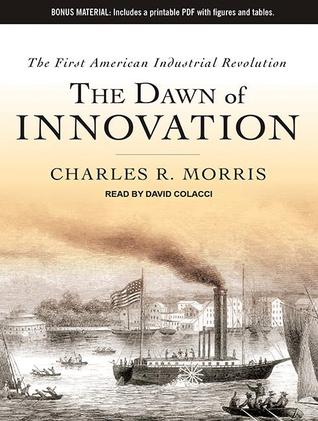 BONUS MATERIAL: Includes a printable PDF with figures and tables.
The First American Industrial Revolution
THE DAWN of
INNOVATION
CHARLES R. MORRIS
READ BY DAVID COLACCI